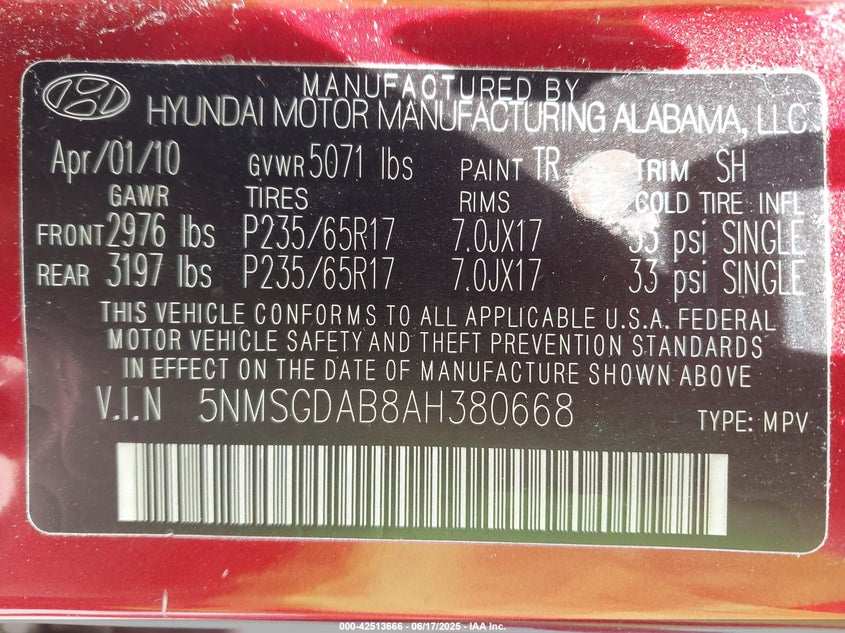 MANUFACTURED BY
HYUNDAI MOTOR MANUFACTURING ALABAMA, LLC
Apr/01/10 GVWR 5071 lbs PAINT TR TRIM SH
GAWR TIRES RIMS COLD TIRE INFL
FRONT 2976 lbs P235/65R17 7.0JX17 33 psi SINGLE
REAR 3197 lbs P235/65R17 7.0JX17 33 psi SINGLE
THIS VEHICLE CONFORMS TO ALL APPLICABLE U.S.A. FEDERAL
MOTOR VEHICLE SAFETY AND THEFT PREVENTION STANDARDS
IN EFFECT ON THE DATE OF MANUFACTURE SHOWN ABOVE
V.I.N 5NMSGDAB8AH380668 TYPE: MPV
000-42513666 - 06/17/2025 - IAA Inc.